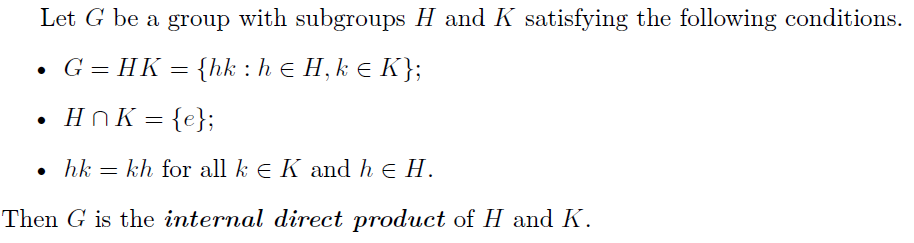 Let G be a group with subgroups H and K satisfying the following conditions.
• G = HK = {hk : h ∈ H, k ∈ K};
• H ∩ K = {e};
• hk = kh for all k ∈ K and h ∈ H.
Then G is the internal direct product of H and K.